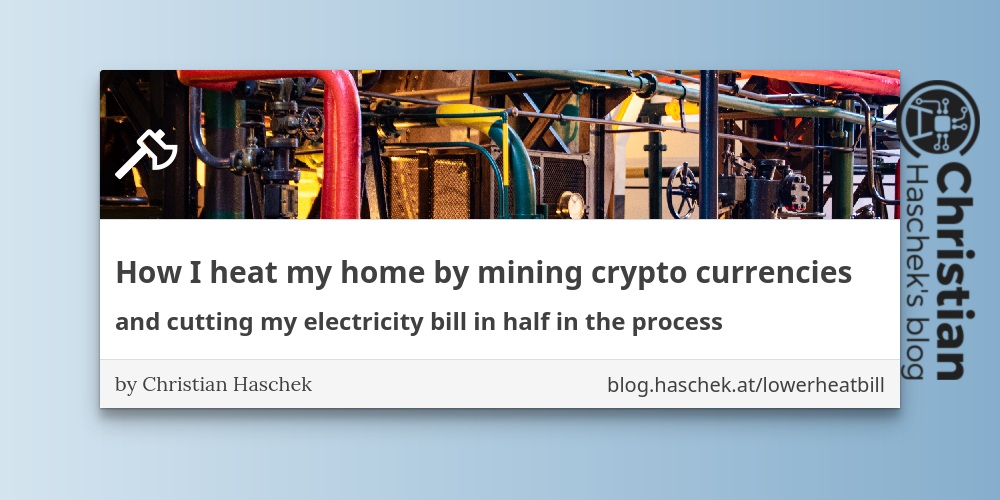 How I heat my home by mining crypto currencies
and cutting my electricity bill in half in the process
by Christian Haschek
blog.haschek.at/lowerheatbill
Christian
Haschek's blog